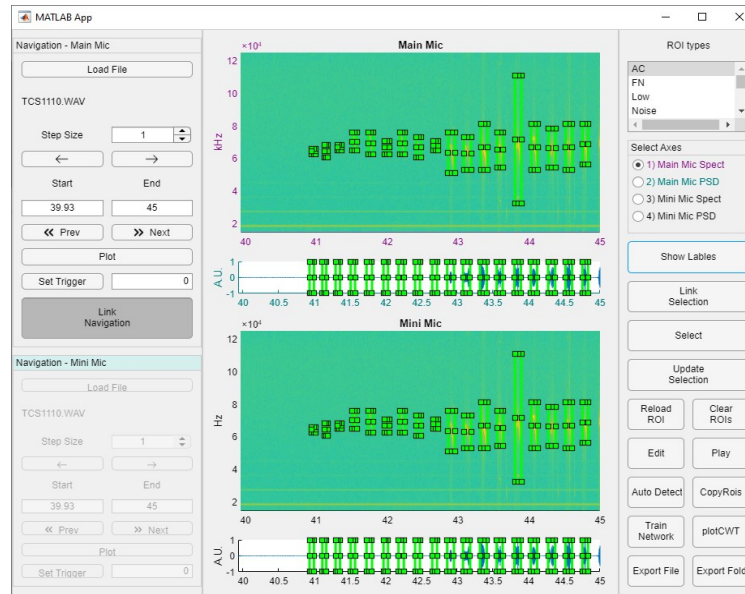 MATLAB App
Navigation - Main Mic
Load File
TCS1110.WAV
Step Size 1
← →
Start End
39.93 45
<< Prev >> Next
Plot
Set Trigger 0
Link
Navigation
Navigation - Mini Mic
Load File
TCS1110.WAV
Step Size 1
← →
Start End
39.93 45
<< Prev >> Next
Plot
Set Trigger 0
Main Mic
×10⁴
12
10
8
6
4
2
kHz
40 41 42 43 44 45
A.U.
1
0
-1
40 40.5 41 41.5 42 42.5 43 43.5 44 44.5 45
Mini Mic
×10⁴
12
10
8
6
4
2
Hz
40 41 42 43 44 45
A.U.
1
0
-1
40 40.5 41 41.5 42 42.5 43 43.5 44 44.5 45
ROI types
AC
FN
Low
Noise
Select Axes
1) Main Mic Spect
2) Main Mic PSD
3) Mini Mic Spect
4) Mini Mic PSD
Show Lables
Link
Selection
Select
Update
Selection
Reload
ROI
Clear
ROIs
Edit Play
Auto Detect CopyRois
Train
Network
plotCWT
Export File Export Fold